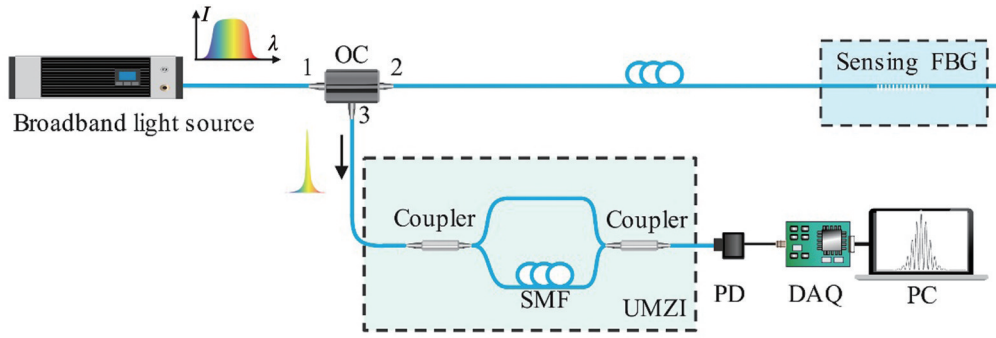 I
λ
OC
1
2
3
Sensing FBG
Broadband light source
Coupler
Coupler
SMF
UMZI
PD
DAQ
PC